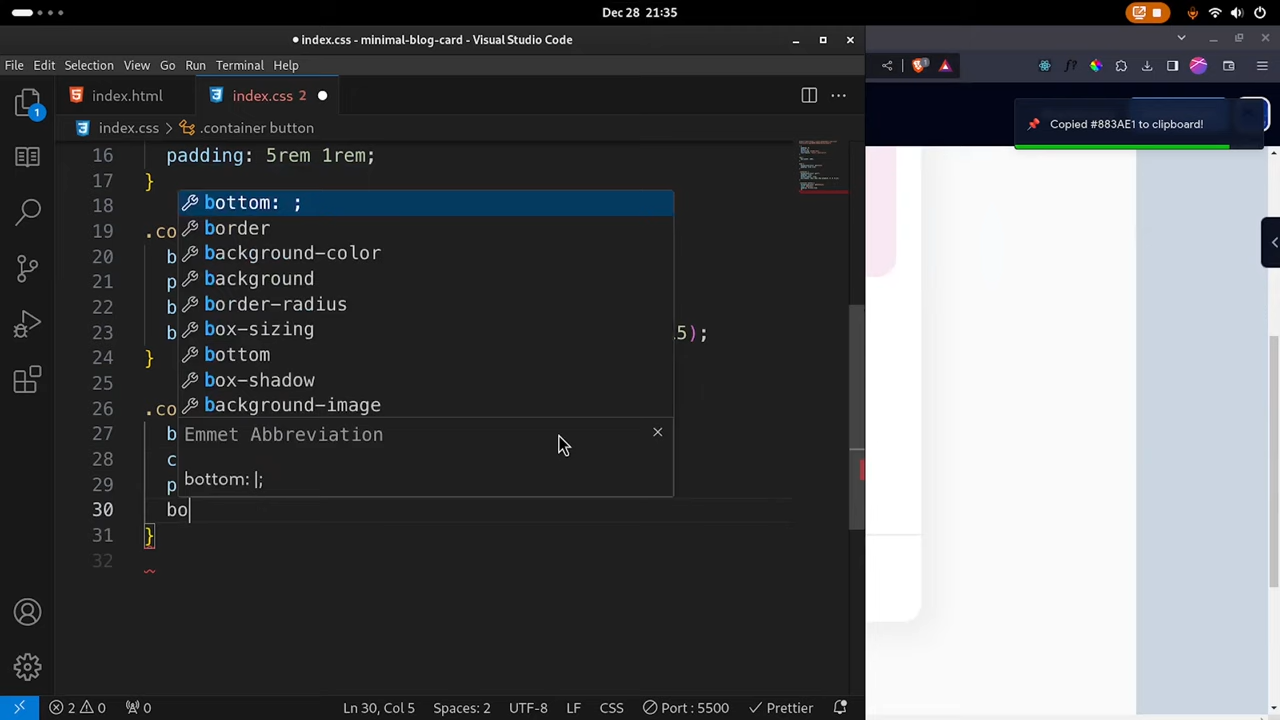 Dec 28 21:35
index.css - minimal-blog-card - Visual Studio Code
File Edit Selection View Go Run Terminal Help
index.html
index.css 2
index.css > .container button
16 padding: 5rem 1rem;
17 }
18
19 .co
20 b
21 p
22 b
23 b 5);
24 }
25
26 .co
27 b
28 c
29 p
30 bo
31 }
32
bottom: ;
border
background-color
background
border-radius
box-sizing
bottom
box-shadow
background-image
Emmet Abbreviation
bottom: |;
1
Copied #883AE1 to clipboard!
f?
2 0 0 Ln 30, Col 5 Spaces: 2 UTF-8 LF CSS Port : 5500 Prettier